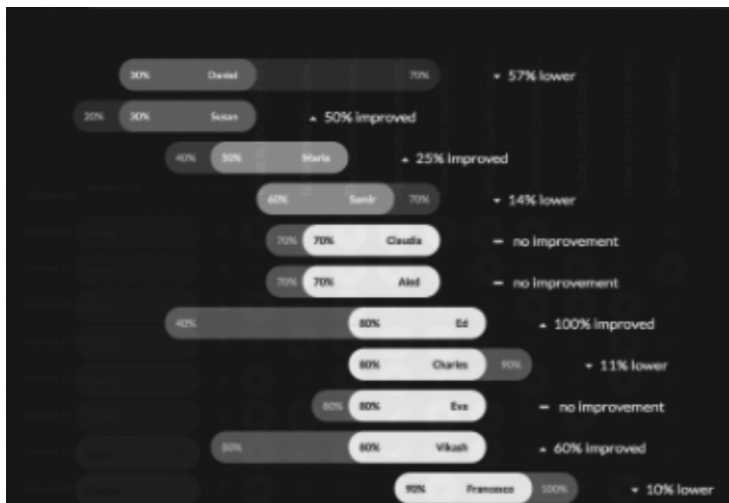 30% Daniel 70% 57% lower
20% 30% Susan 50% improved
40% 50% Maria 25% improved
60% Samir 70% 14% lower
70% 70% Claudia no improvement
70% 70% Aled no improvement
40% 80% Ed 100% improved
80% Charles 90% 11% lower
80% 80% Eva no improvement
50% 80% Vikash 60% improved
90% Francesco 100% 10% lower